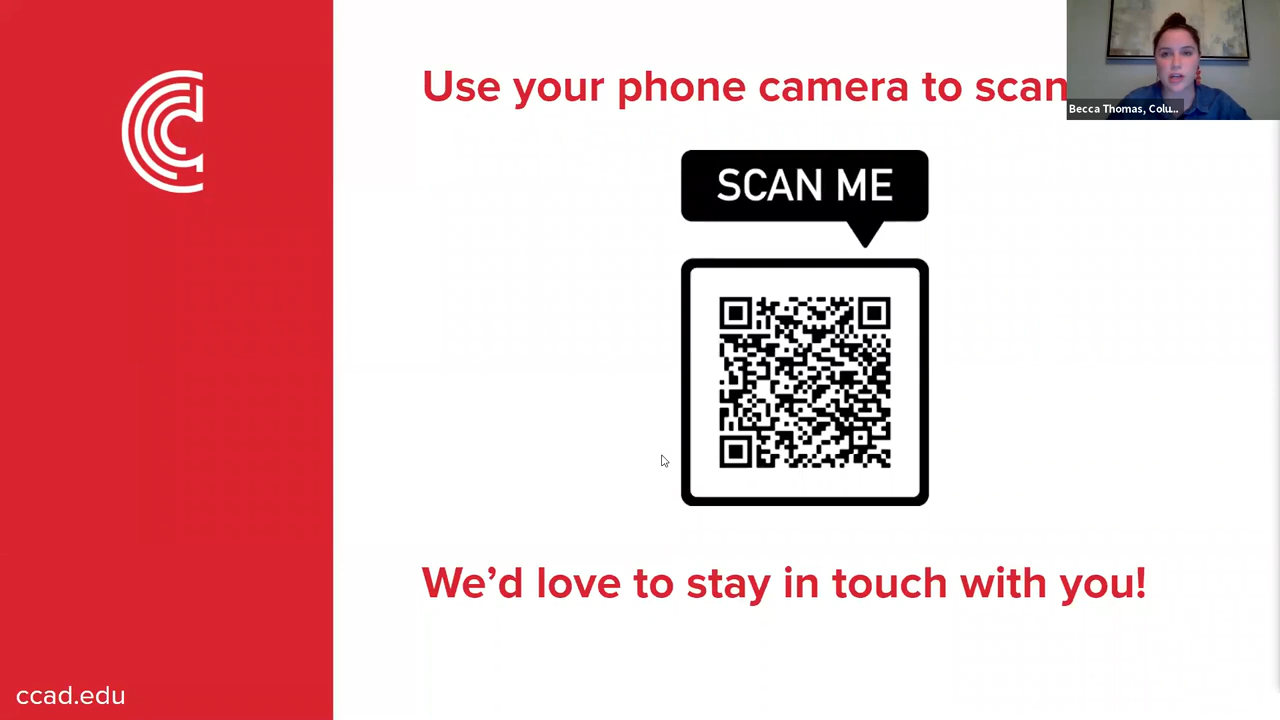 Use your phone camera to scan
Becca Thomas, Colu...
SCAN ME
We’d love to stay in touch with you!
ccad.edu